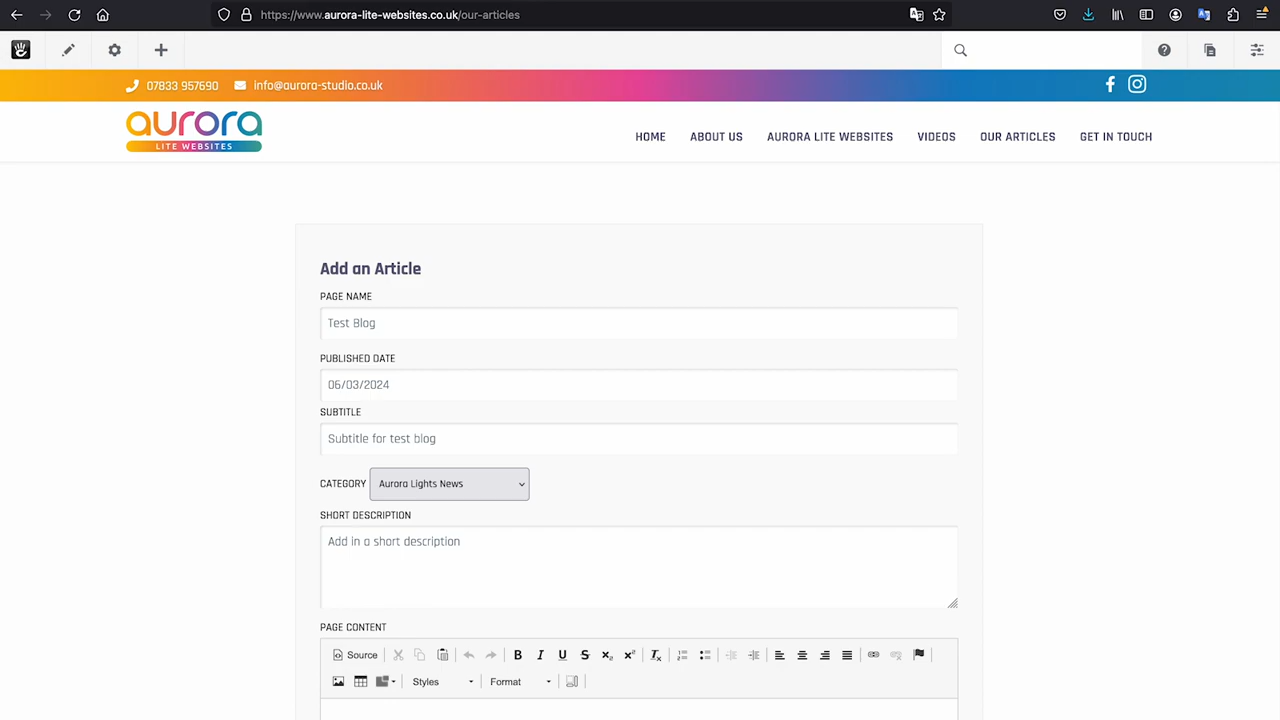 https://www.aurora-lite-websites.co.uk/our-articles
07833 957690 info@aurora-studio.co.uk
aurora
LITE WEBSITES
HOME ABOUT US AURORA LITE WEBSITES VIDEOS OUR ARTICLES GET IN TOUCH
Add an Article
PAGE NAME
Test Blog
PUBLISHED DATE
06/03/2024
SUBTITLE
Subtitle for test blog
CATEGORY Aurora Lights News
SHORT DESCRIPTION
Add in a short description
PAGE CONTENT
Source B I U S x₂ x² Tx
Styles Format